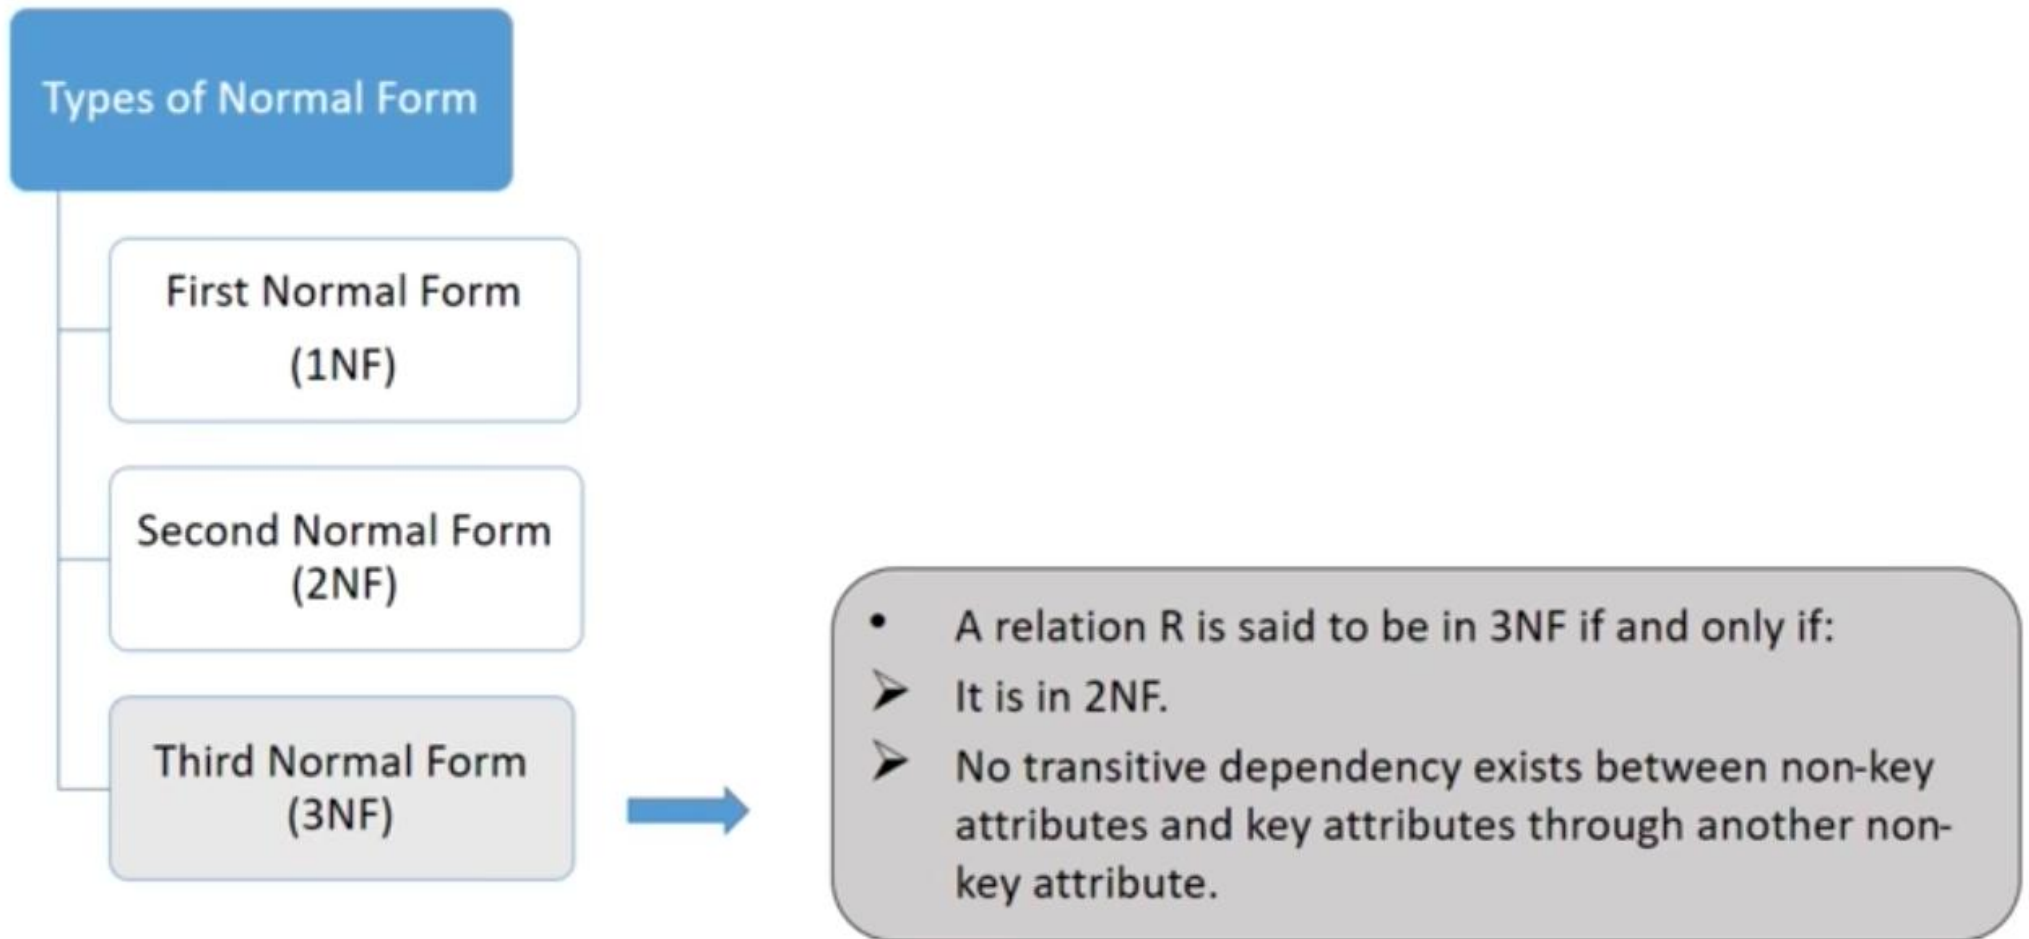 Types of Normal Form
First Normal Form
(1NF)
Second Normal Form
(2NF)
Third Normal Form
(3NF)
• A relation R is said to be in 3NF if and only if:
➢ It is in 2NF.
➢ No transitive dependency exists between non-key
attributes and key attributes through another non-
key attribute.